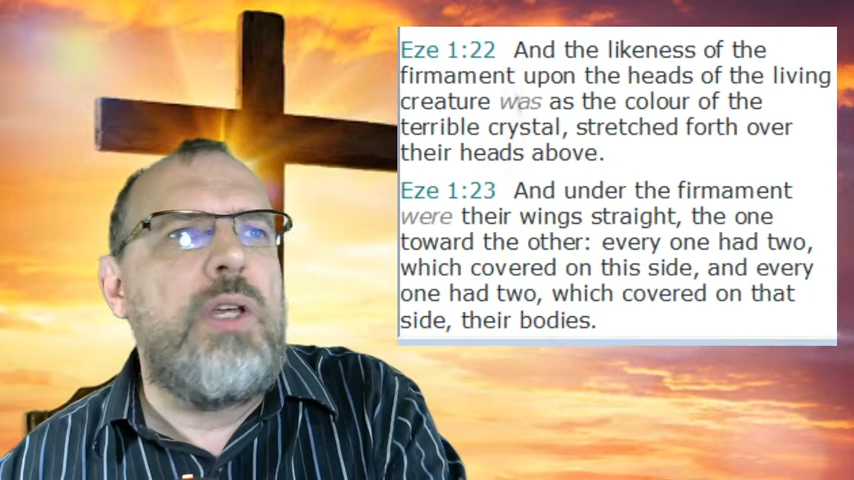 Eze 1:22 And the likeness of the
firmament upon the heads of the living
creature was as the colour of the
terrible crystal, stretched forth over
their heads above.
Eze 1:23 And under the firmament
were their wings straight, the one
toward the other: every one had two,
which covered on this side, and every
one had two, which covered on that
side, their bodies.